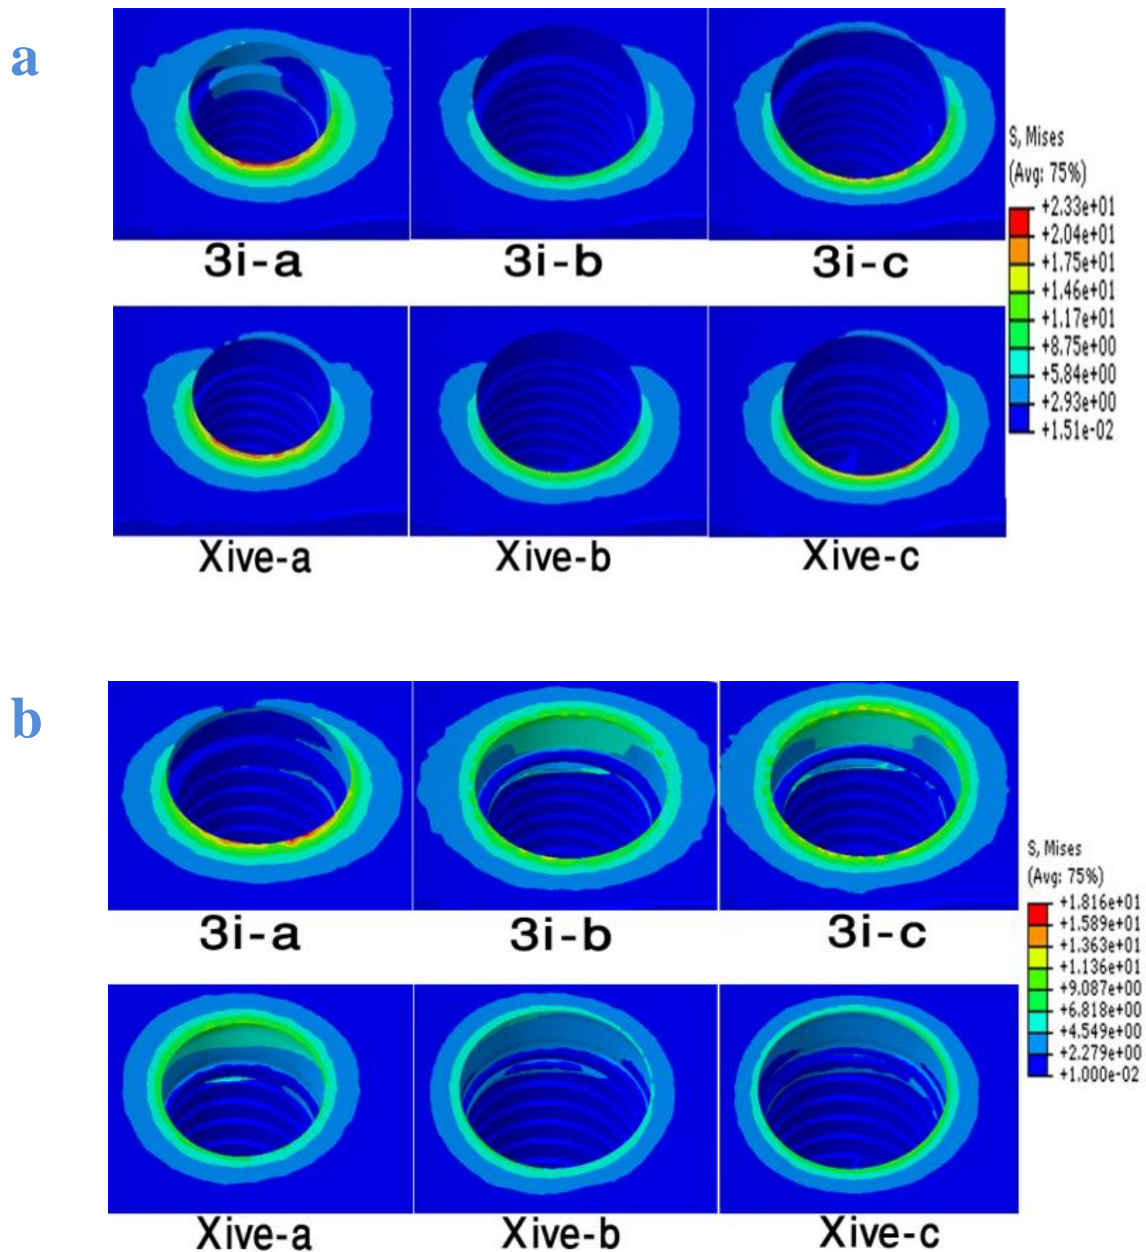 a
3i-a 3i-b 3i-c
S, Mises
(Avg: 75%)
+2.33e+01
+2.04e+01
+1.75e+01
+1.46e+01
+1.17e+01
+8.75e+00
+5.84e+00
+2.93e+00
+1.51e-02
Xive-a Xive-b Xive-c
b
3i-a 3i-b 3i-c
S, Mises
(Avg: 75%)
+1.816e+01
+1.589e+01
+1.363e+01
+1.136e+01
+9.087e+00
+6.818e+00
+4.549e+00
+2.279e+00
+1.000e-02
Xive-a Xive-b Xive-c